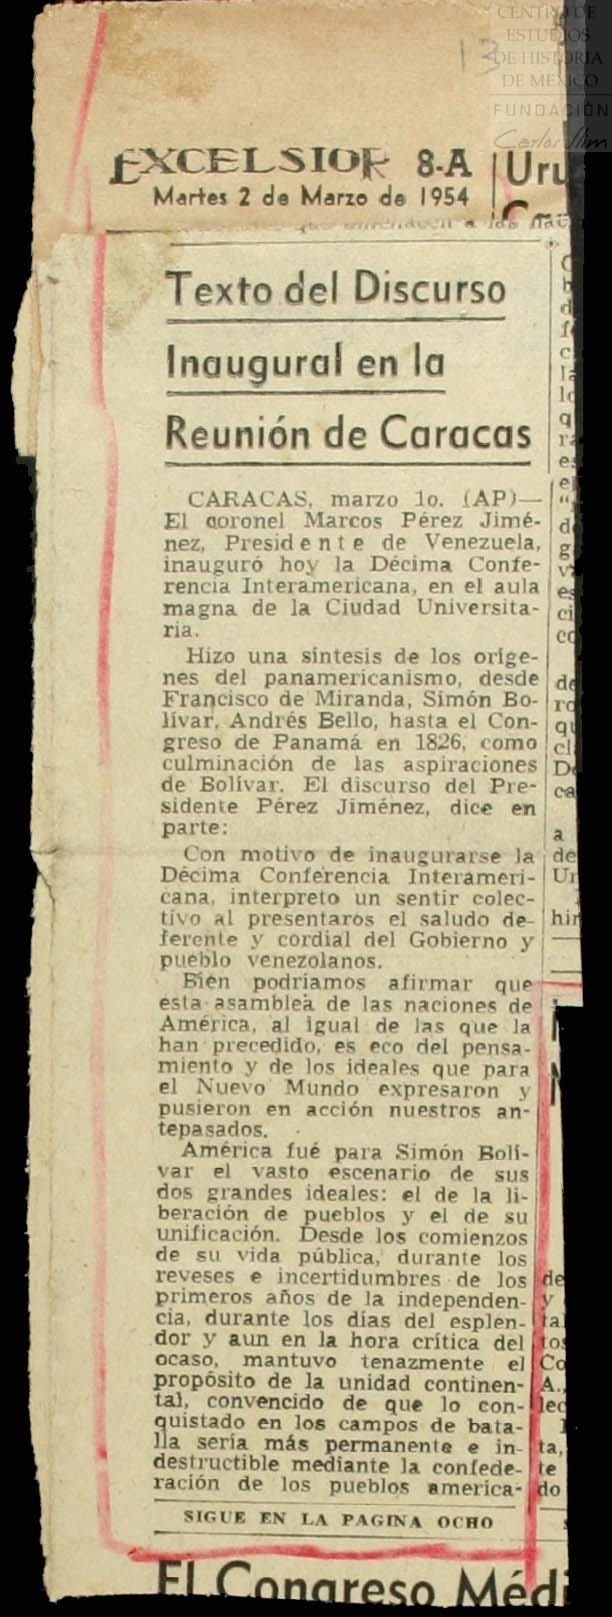 CENTRO DE
ESTUDIOS
DE HISTORIA
DE MEXICO
FUNDACIÓN
Carlos Slim
13
EXCELSIOR 8-A
Martes 2 de Marzo de 1954
Texto del Discurso
Inaugural en la
Reunión de Caracas
CARACAS, marzo 1o. (AP)—
El coronel Marcos Pérez Jimé-
nez, Presidente de Venezuela,
inauguró hoy la Décima Confe-
rencia Interamericana, en el aula
magna de la Ciudad Universita-
ria.
Hizo una síntesis de los oríge-
nes del panamericanismo, desde
Francisco de Miranda, Simón Bo-
lívar, Andrés Bello, hasta el Con-
greso de Panamá en 1826, como
culminación de las aspiraciones
de Bolívar. El discurso del Pre-
sidente Pérez Jiménez, dice en
parte:
Con motivo de inaugurarse la
Décima Conferencia Interameri-
cana, interpreto un sentir colec-
tivo al presentaros el saludo de-
ferente y cordial del Gobierno y
pueblo venezolanos.
Bien podríamos afirmar que
esta asamblea de las naciones de
América, al igual de las que la
han precedido, es eco del pensa-
miento y de los ideales que para
el Nuevo Mundo expresaron y
pusieron en acción nuestros an-
tepasados.
América fué para Simón Bolí-
var el vasto escenario de sus
dos grandes ideales: el de la li-
beración de pueblos y el de su
unificación. Desde los comienzos
de su vida pública, durante los
reveses e incertidumbres de los
primeros años de la independen-
cia, durante los días del esplen-
dor y aun en la hora crítica del
ocaso, mantuvo tenazmente el
propósito de la unidad continen-
tal, convencido de que lo con-
quistado en los campos de bata-
lla sería más permanente e in-
destructible mediante la confede-
ración de los pueblos america-
SIGUE EN LA PAGINA OCHO
El Congreso Médi